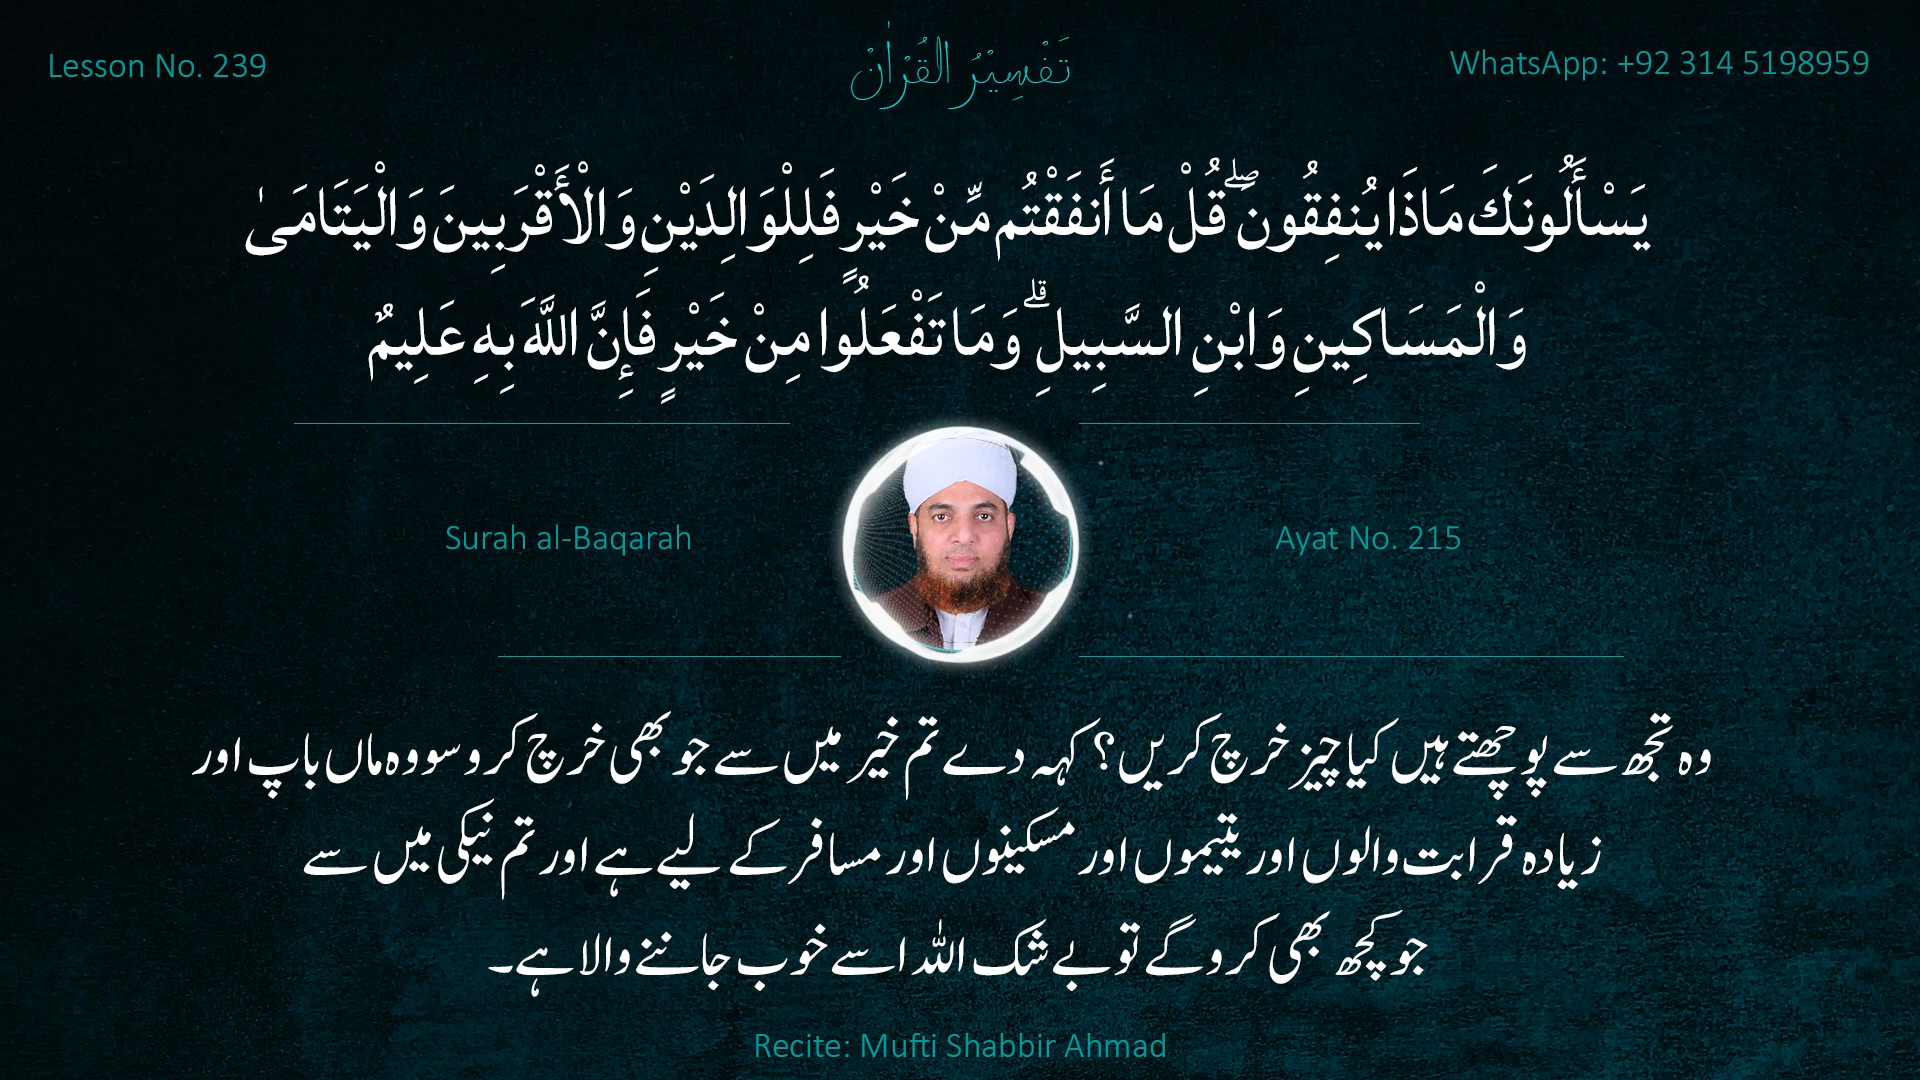 Lesson No. 239
تَفْسِيْرُ الْقُرْاٰنْ
WhatsApp: +92 314 5198959
يَسْأَلُونَكَ مَاذَا يُنفِقُونَ ۖ قُلْ مَا أَنفَقْتُم مِّنْ خَيْرٍ فَلِلْوَالِدَيْنِ وَالْأَقْرَبِينَ وَالْيَتَامَىٰ
وَالْمَسَاكِينِ وَابْنِ السَّبِيلِ ۗ وَمَا تَفْعَلُوا مِنْ خَيْرٍ فَإِنَّ اللَّهَ بِهِ عَلِيمٌ
Surah al-Baqarah
Ayat No. 215
وہ تجھ سے پوچھتے ہیں کیا چیز خرچ کریں؟ کہہ دے تم خیر میں سے جو بھی خرچ کرو سو وہ ماں باپ اور
زیادہ قرابت والوں اور یتیموں اور مسکینوں اور مسافر کے لیے ہے اور تم نیکی میں سے
جو کچھ بھی کرو گے تو بے شک اللہ اسے خوب جاننے والا ہے۔
Recite: Mufti Shabbir Ahmad